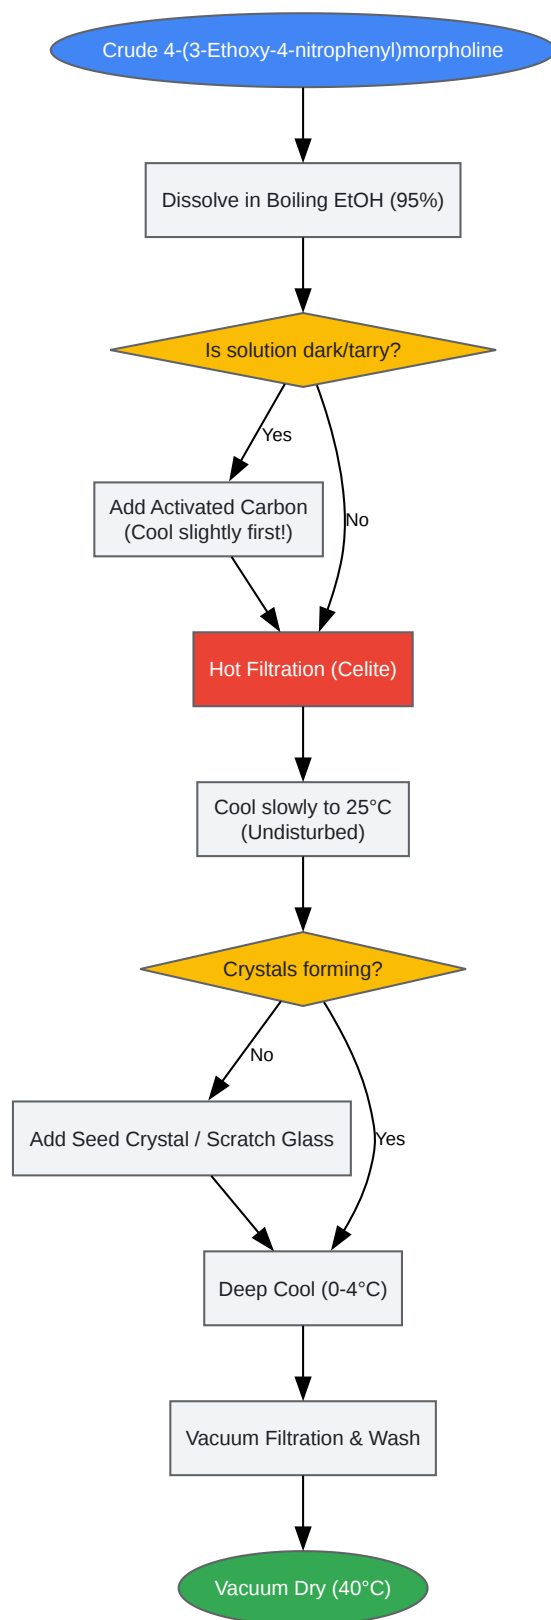 Crude 4-(3-Ethoxy-4-nitrophenyl)morpholine
Dissolve in Boiling EtOH (95%)
Is solution dark/tarry?
Yes
Add Activated Carbon
(Cool slightly first!)
No
Hot Filtration (Celite)
Cool slowly to 25°C
(Undisturbed)
Crystals forming?
No
Add Seed Crystal / Scratch Glass
Yes
Deep Cool (0-4°C)
Vacuum Filtration & Wash
Vacuum Dry (40°C)